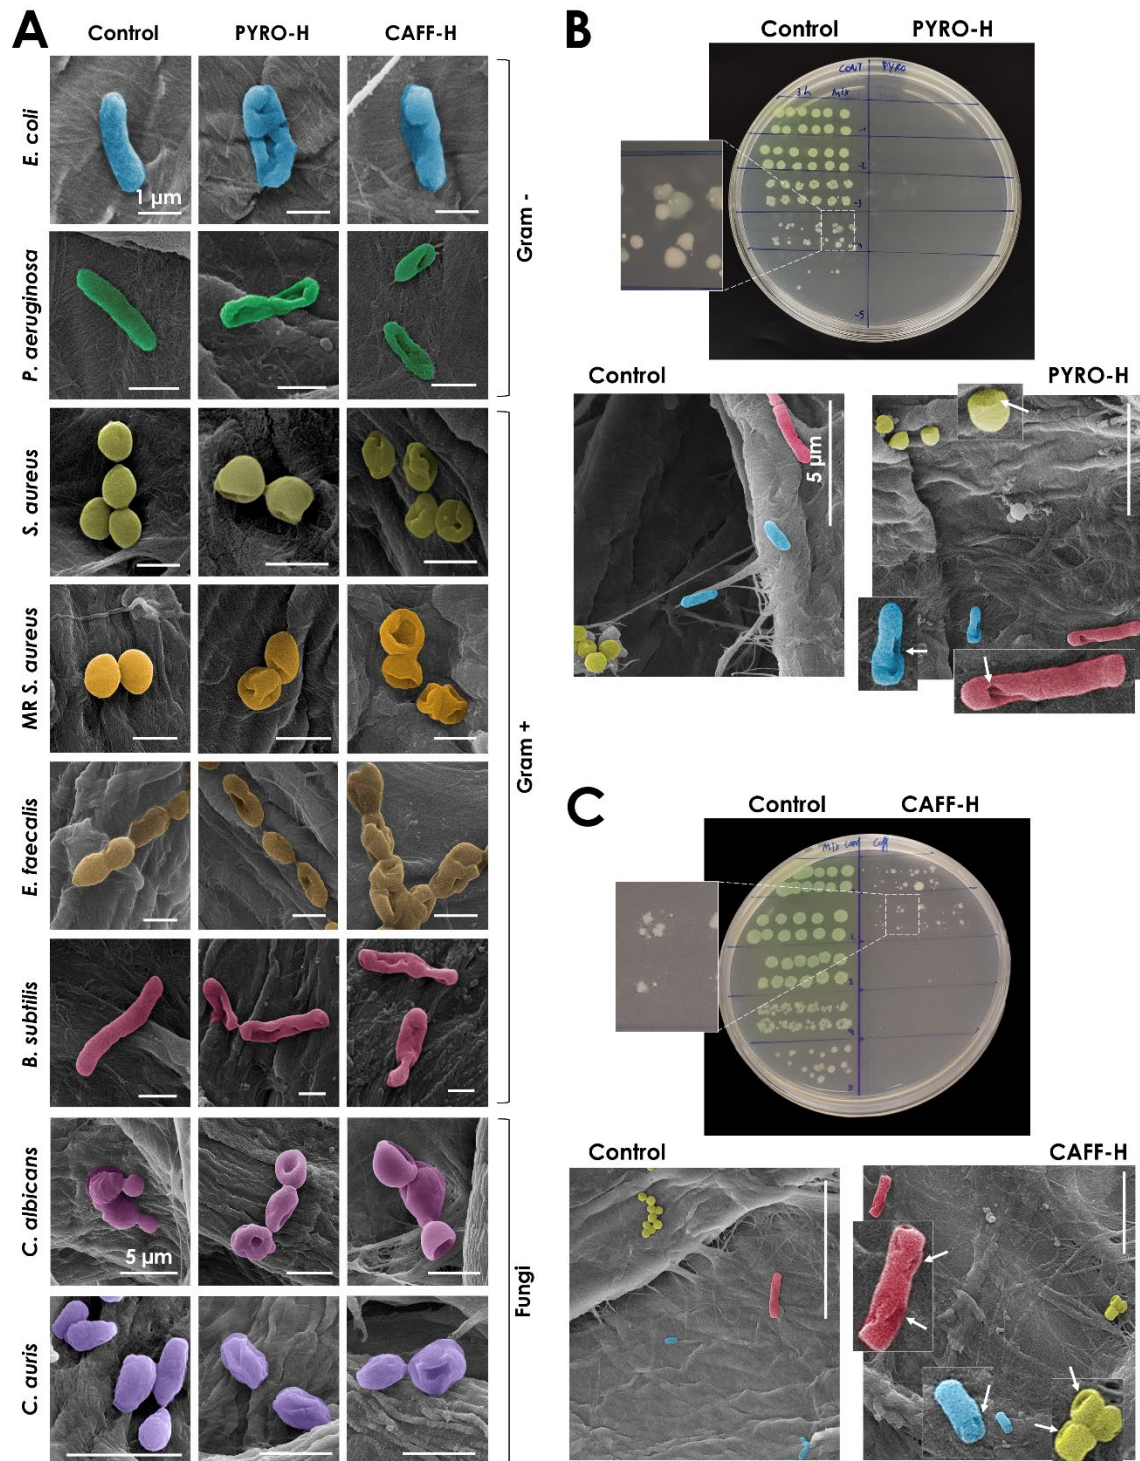 A
Control PYRO-H CAFF-H
E. coli
1 µm
P. aeruginosa
Gram -
S. aureus
MR S. aureus
E. faecalis
B. subtilis
Gram +
C. albicans
5 µm
C. auris
Fungi
B
Control PYRO-H
CONT PYRO
3h Mix
-1
-2
-3
-5
Control PYRO-H
5 µm
C
Control CAFF-H
Mix Caff
Control CAFF-H